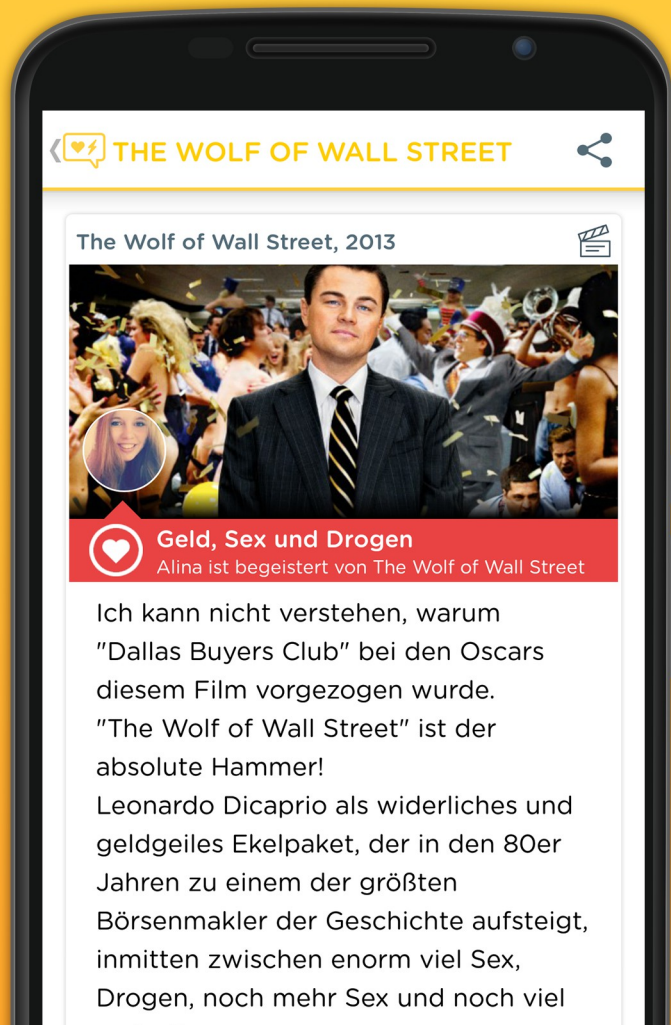 THE WOLF OF WALL STREET
The Wolf of Wall Street, 2013
Geld, Sex und Drogen
Alina ist begeistert von The Wolf of Wall Street
Ich kann nicht verstehen, warum
"Dallas Buyers Club" bei den Oscars
diesem Film vorgezogen wurde.
"The Wolf of Wall Street" ist der
absolute Hammer!
Leonardo Dicaprio als widerliches und
geldgeiles Ekelpaket, der in den 80er
Jahren zu einem der größten
Börsenmakler der Geschichte aufsteigt,
inmitten zwischen enorm viel Sex,
Drogen, noch mehr Sex und noch viel